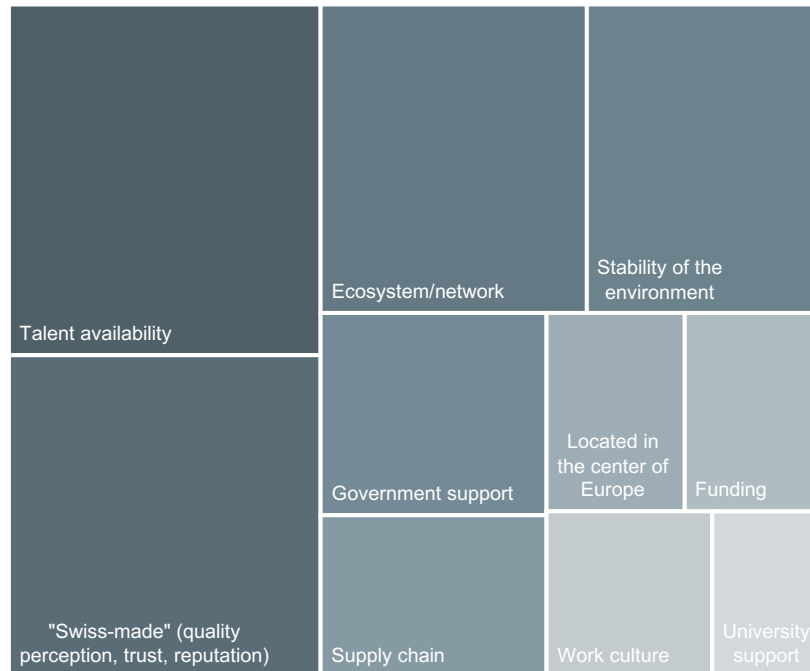 Talent availability
Ecosystem/network
Stability of the
environment
"Swiss-made" (quality
perception, trust, reputation)
Government support
Located in
the center of
Europe
Funding
Supply chain
Work culture
University
support